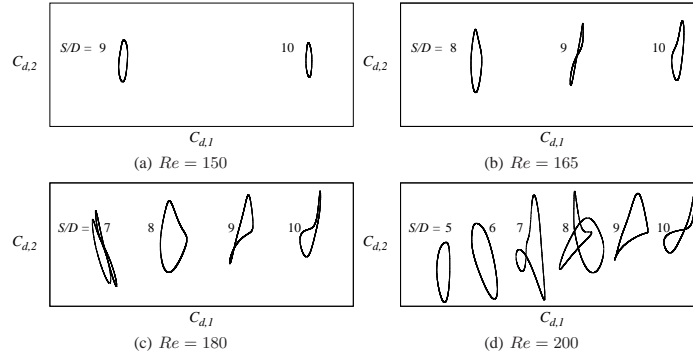 S/D = 9 10
C_{d,2}
C_{d,1}
(a) Re = 150
S/D = 8 9 10
C_{d,2}
C_{d,1}
(b) Re = 165
S/D = 7 8 9 10
C_{d,2}
C_{d,1}
(c) Re = 180
S/D = 5 6 7 8 9 10
C_{d,2}
C_{d,1}
(d) Re = 200